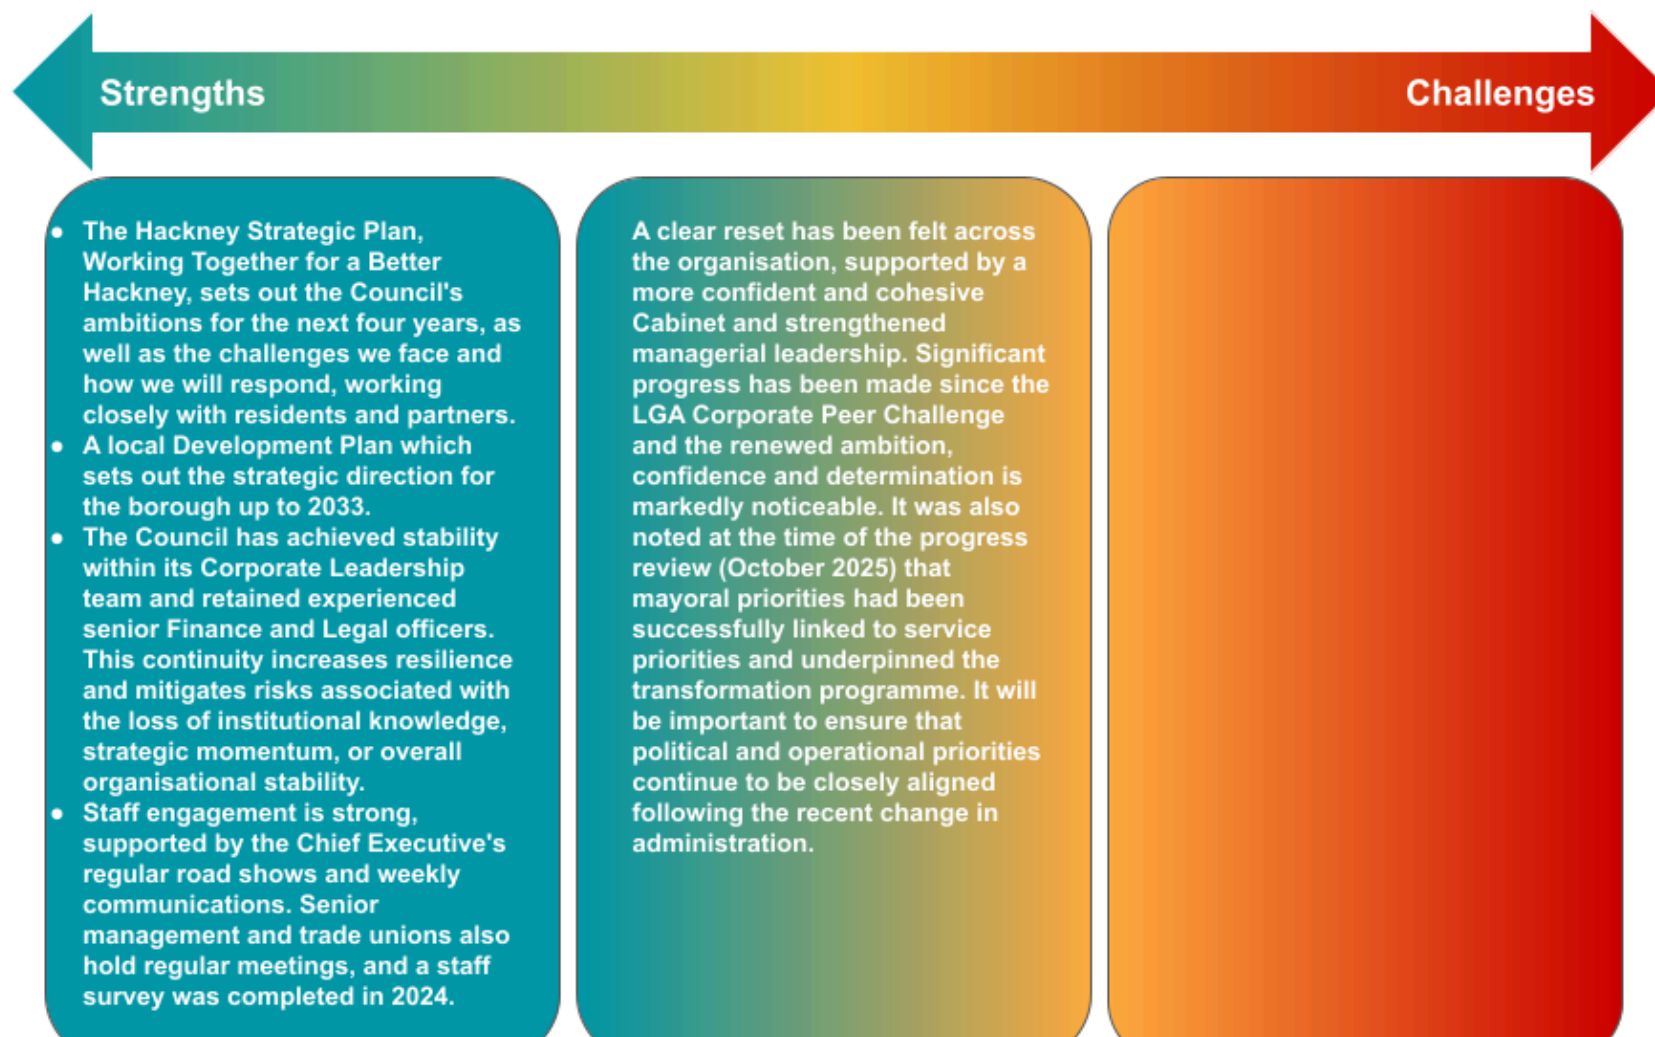 Strengths
Challenges
● The Hackney Strategic Plan,
Working Together for a Better
Hackney, sets out the Council's
ambitions for the next four years, as
well as the challenges we face and
how we will respond, working
closely with residents and partners.
● A local Development Plan which
sets out the strategic direction for
the borough up to 2033.
● The Council has achieved stability
within its Corporate Leadership
team and retained experienced
senior Finance and Legal officers.
This continuity increases resilience
and mitigates risks associated with
the loss of institutional knowledge,
strategic momentum, or overall
organisational stability.
● Staff engagement is strong,
supported by the Chief Executive's
regular road shows and weekly
communications. Senior
management and trade unions also
hold regular meetings, and a staff
survey was completed in 2024.
A clear reset has been felt across
the organisation, supported by a
more confident and cohesive
Cabinet and strengthened
managerial leadership. Significant
progress has been made since the
LGA Corporate Peer Challenge
and the renewed ambition,
confidence and determination is
markedly noticeable. It was also
noted at the time of the progress
review (October 2025) that
mayoral priorities had been
successfully linked to service
priorities and underpinned the
transformation programme. It will
be important to ensure that
political and operational priorities
continue to be closely aligned
following the recent change in
administration.